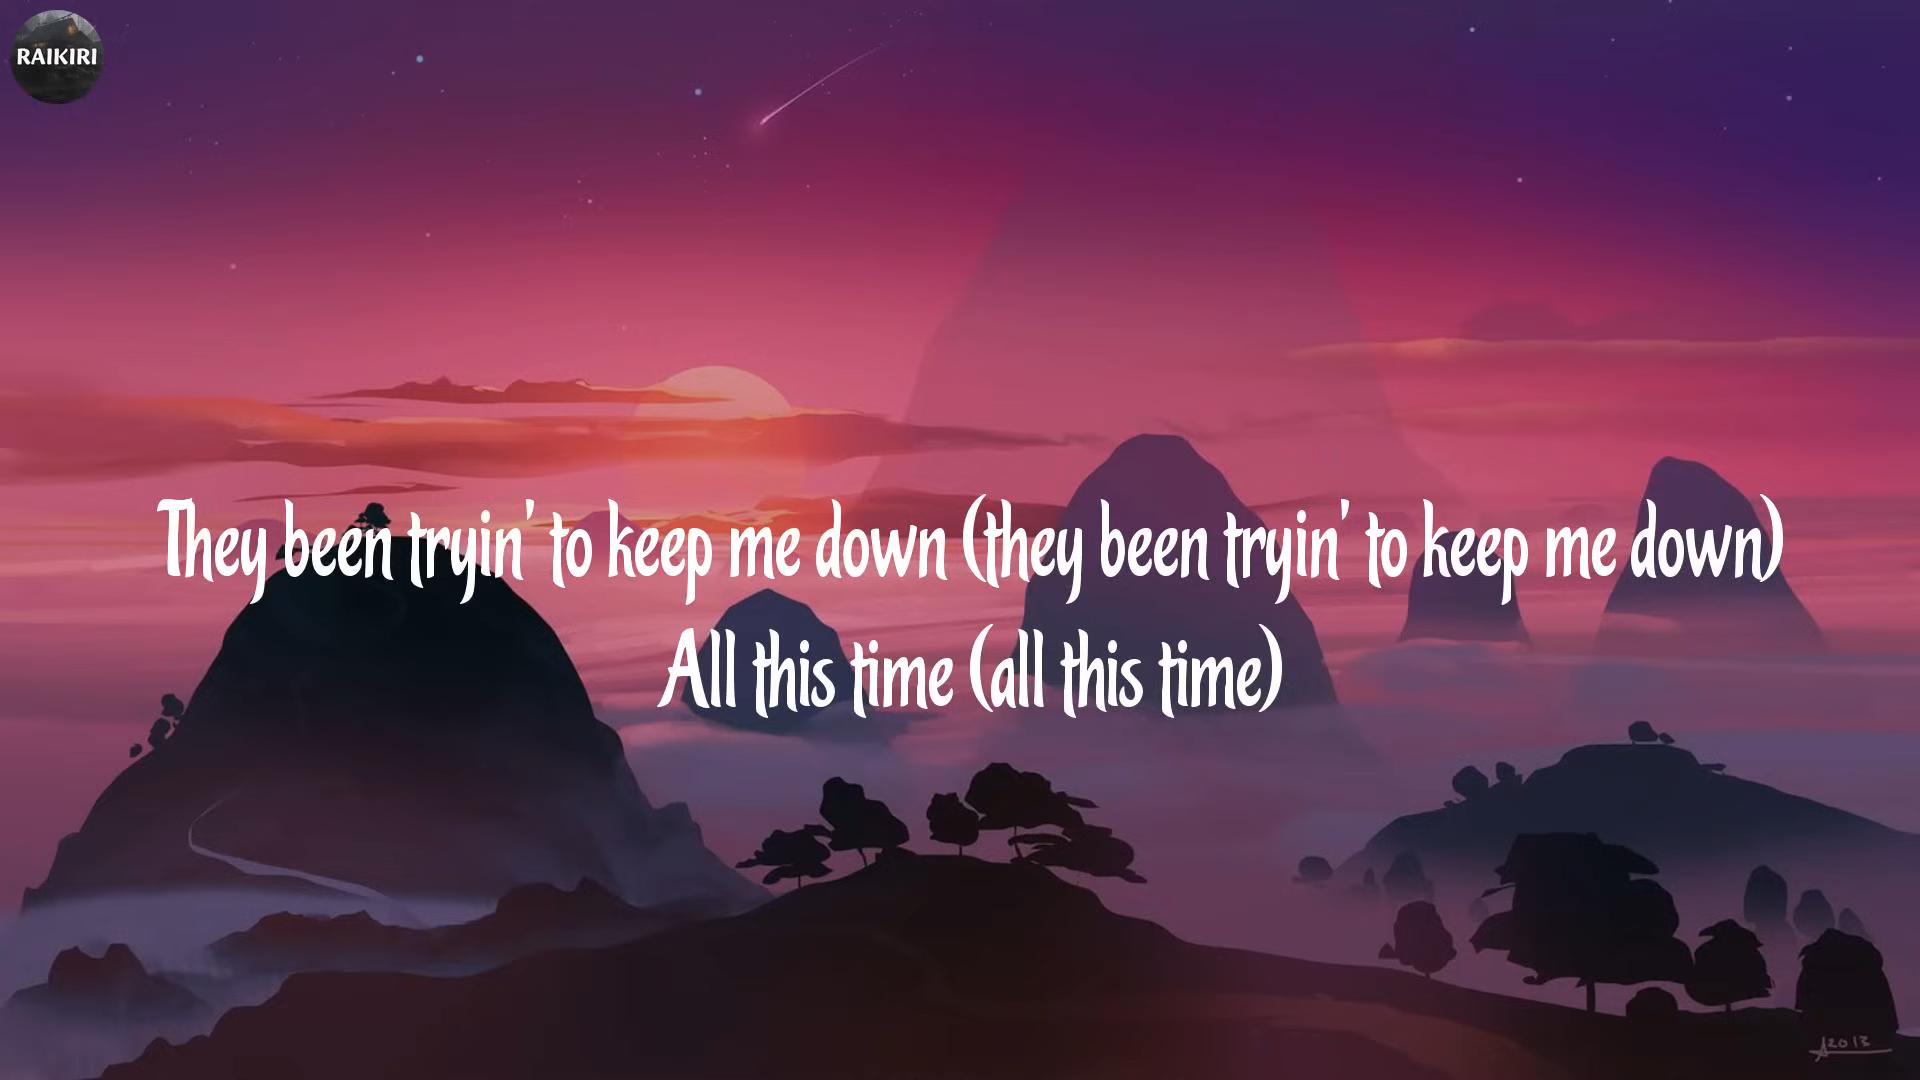 RAIKIRI
They been tryin' to keep me down (they been tryin' to keep me down)
All this time (all this time)
2013